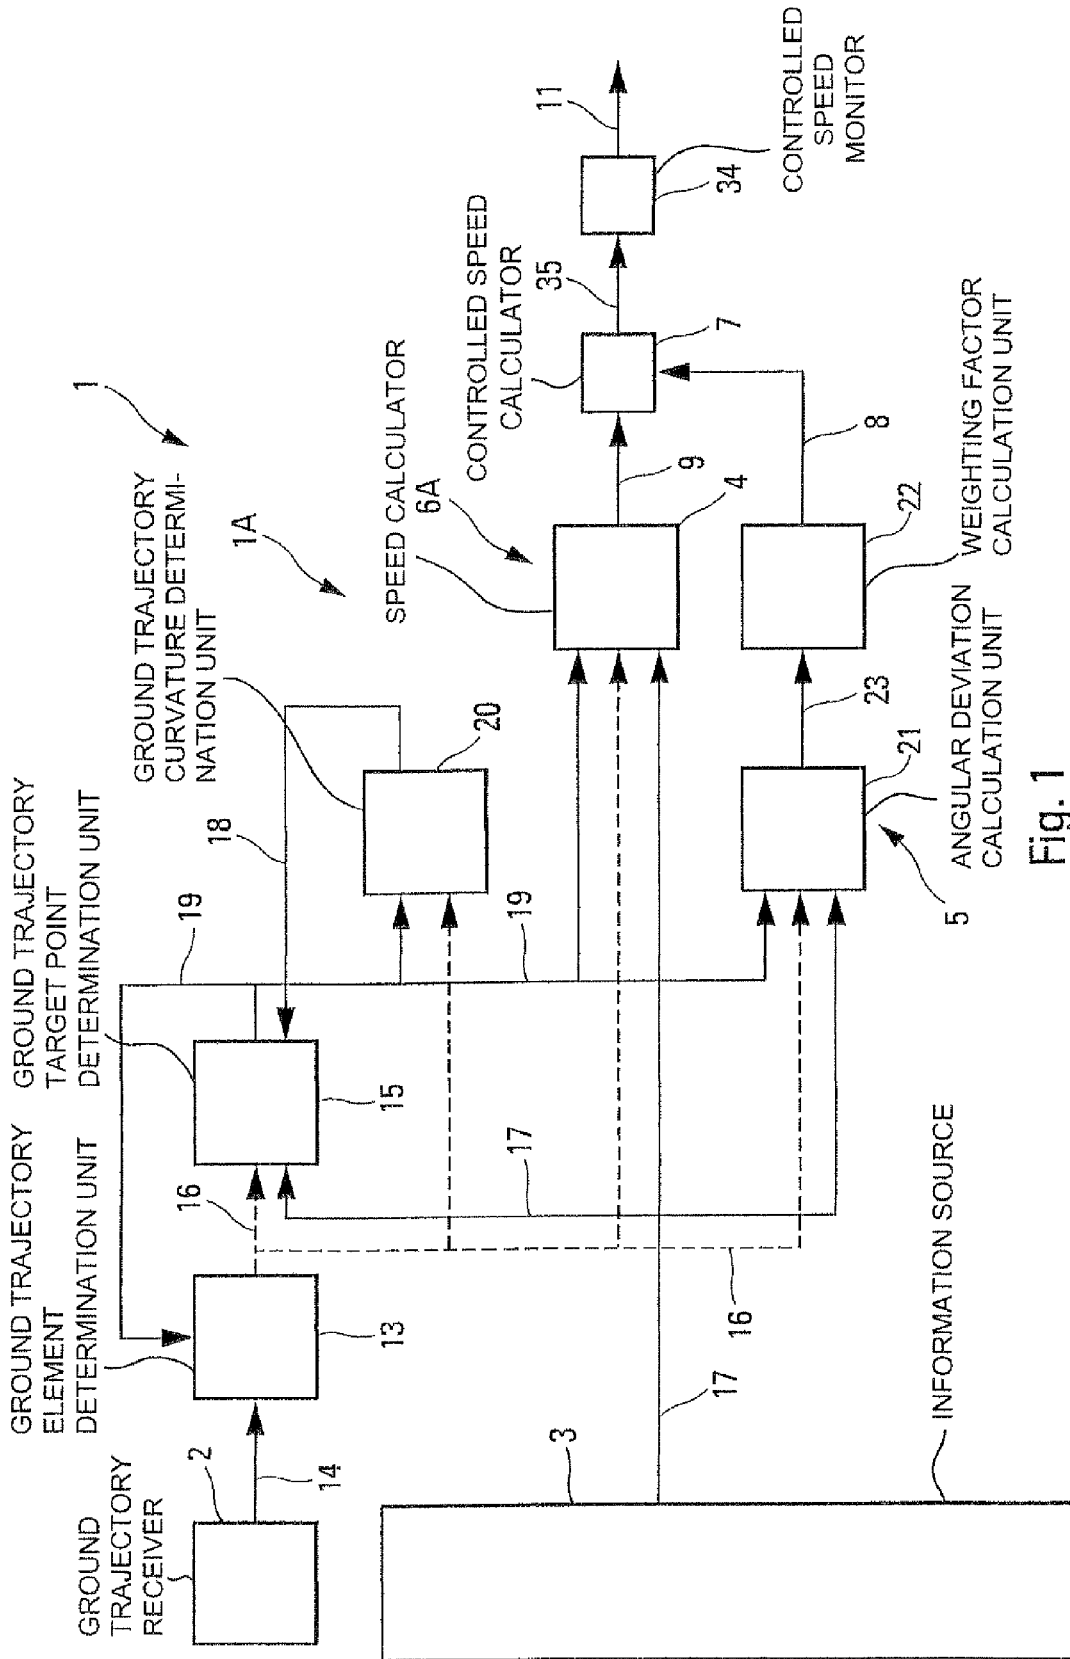 1
1A
GROUND
TRAJECTORY
RECEIVER
2
14
GROUND TRAJECTORY
ELEMENT
DETERMINATION UNIT
13
16
GROUND TRAJECTORY
TARGET POINT
DETERMINATION UNIT
15
19
18
GROUND TRAJECTORY
CURVATURE DETERMI-
NATION UNIT
20
19
17
16
17
3
INFORMATION SOURCE
SPEED CALCULATOR
6A
4
9
CONTROLLED SPEED
CALCULATOR
7
35
11
34
CONTROLLED
SPEED
MONITOR
5
21
ANGULAR DEVIATION
CALCULATION UNIT
23
22
WEIGHTING FACTOR
CALCULATION UNIT
8
Fig. 1